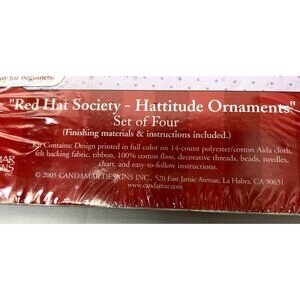 easy for beginners!
"Red Hat Society - Hattitude Ornaments"
Set of Four
(Finishing materials & instructions included.)
Kit Contains: Design printed in full color on 14-count polyester/cotton Aida cloth,
felt backing fabric, ribbon, 100% cotton floss, decorative threads, beads, needles,
chart, and easy-to-follow instructions.
MAR
GNS
© 2005 CANDAMAR DESIGNS INC., 520 East Jamie Avenue, La Habra, CA 90631
www.candamar.com